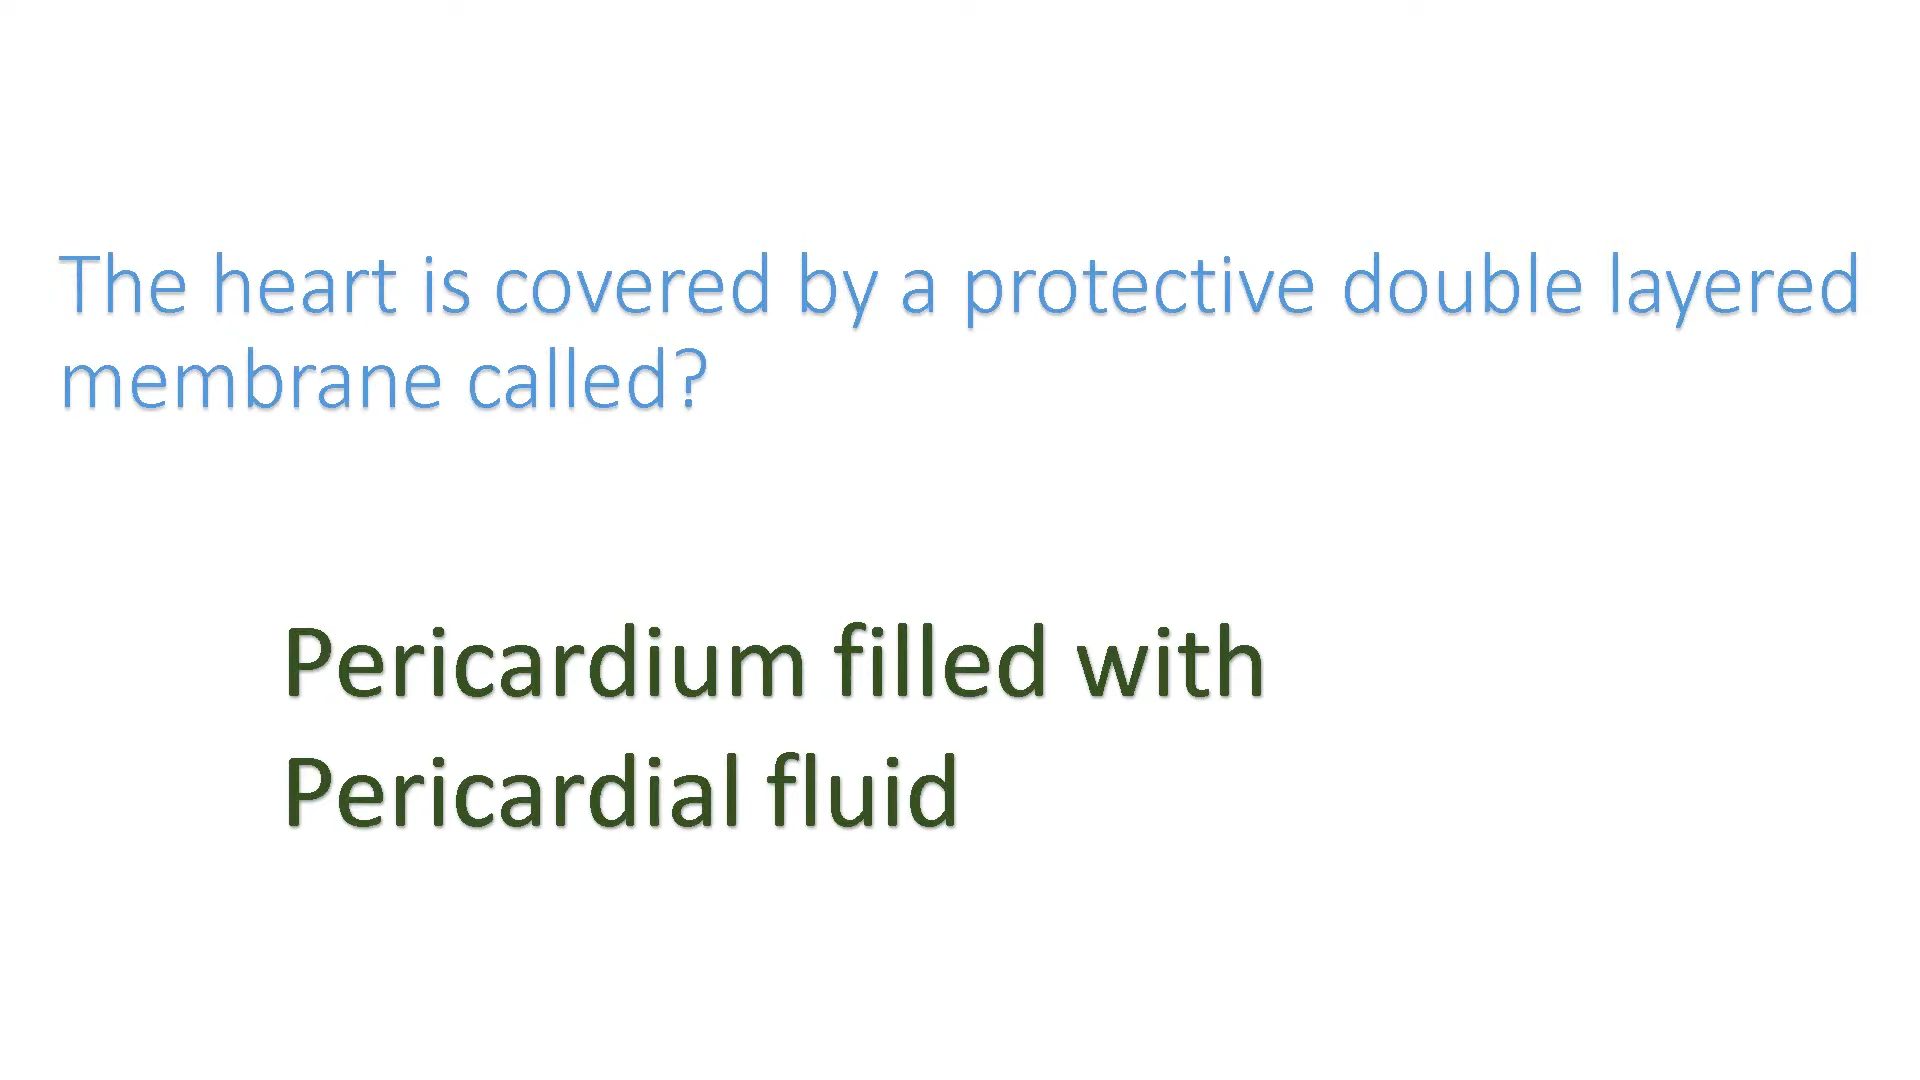 The heart is covered by a protective double layered
membrane called?
Pericardium filled with
Pericardial fluid